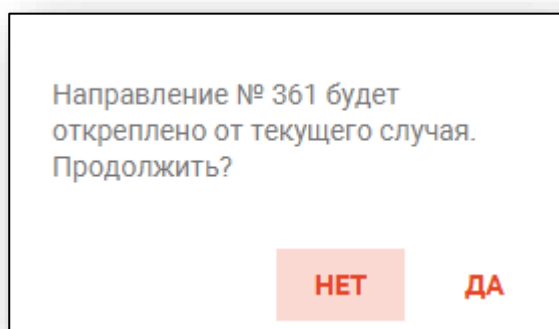 Направление № 361 будет
откреплено от текущего случая.
Продолжить?
НЕТ ДА